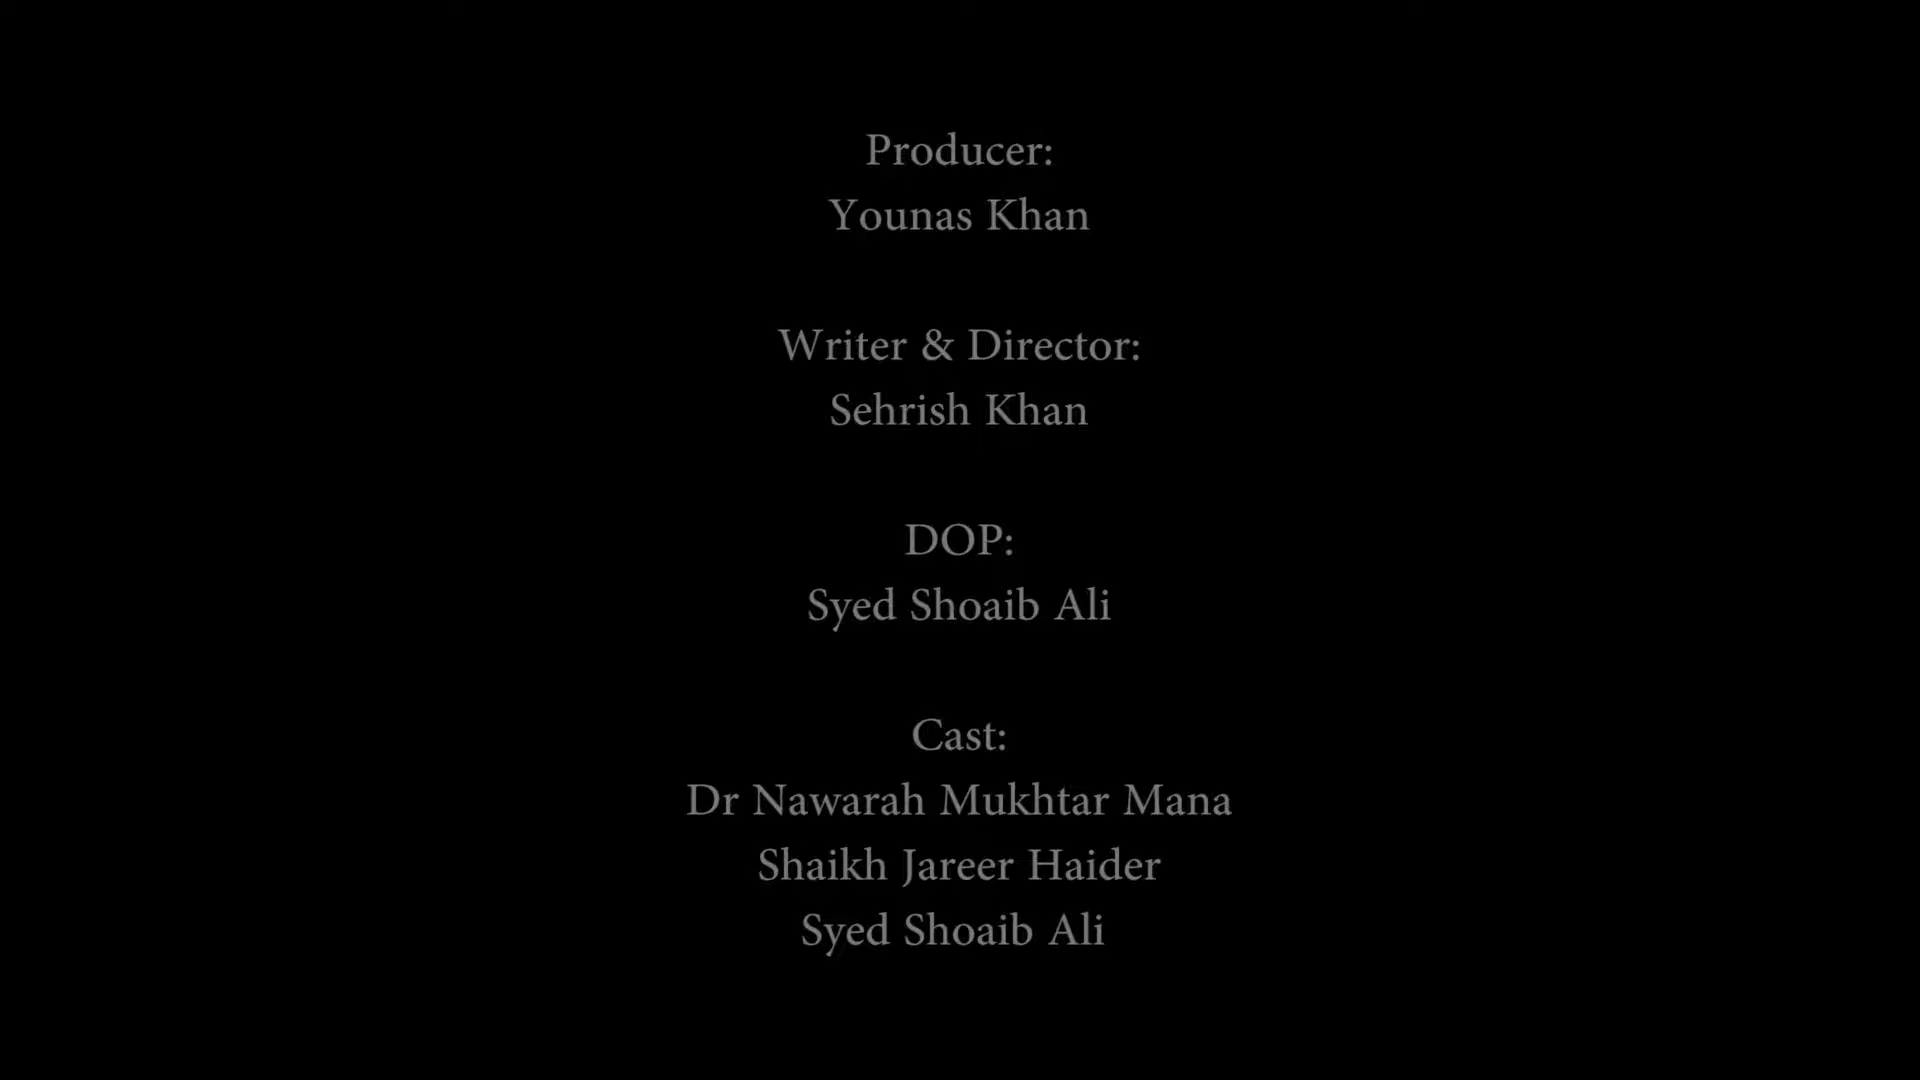 Producer:
Younas Khan
Writer & Director:
Sehrish Khan
DOP:
Syed Shoaib Ali
Cast:
Dr Nawarah Mukhtar Mana
Shaikh Jareer Haider
Syed Shoaib Ali